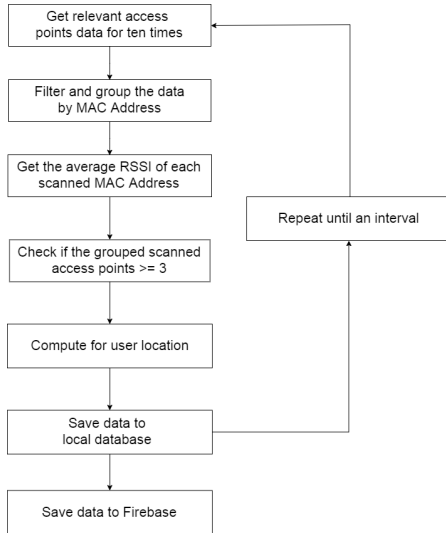 Get relevant access
points data for ten times
Filter and group the data
by MAC Address
Get the average RSSI of each
scanned MAC Address
Repeat until an interval
Check if the grouped scanned
access points >= 3
Compute for user location
Save data to
local database
Save data to Firebase